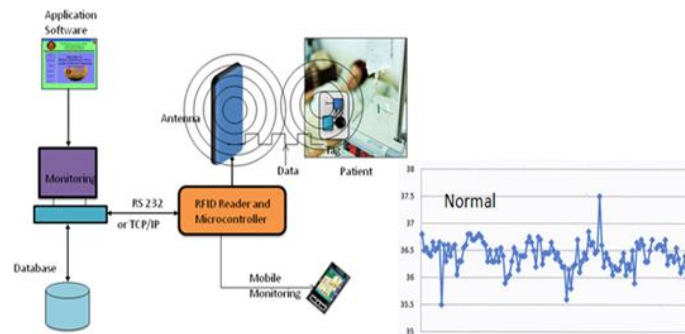 Application
Software
Antenna
Tag
Data
Patient
Monitoring
RS 232
or TCP/IP
RFID Reader and
Microcontroller
Database
Mobile
Monitoring
Normal
38
37.5
37
36.5
36
35.5
35